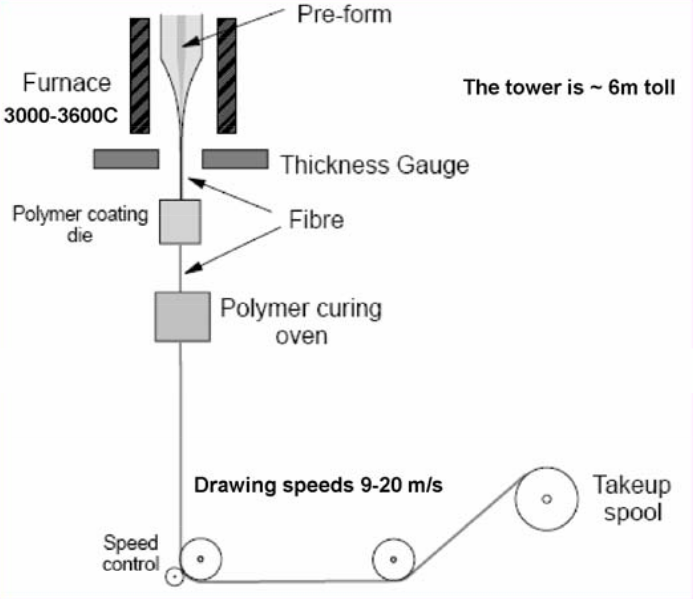 Pre-form
Furnace
3000-3600C
The tower is ~ 6m toll
Thickness Gauge
Polymer coating
die
Fibre
Polymer curing
oven
Drawing speeds 9-20 m/s
Takeup
spool
Speed
control